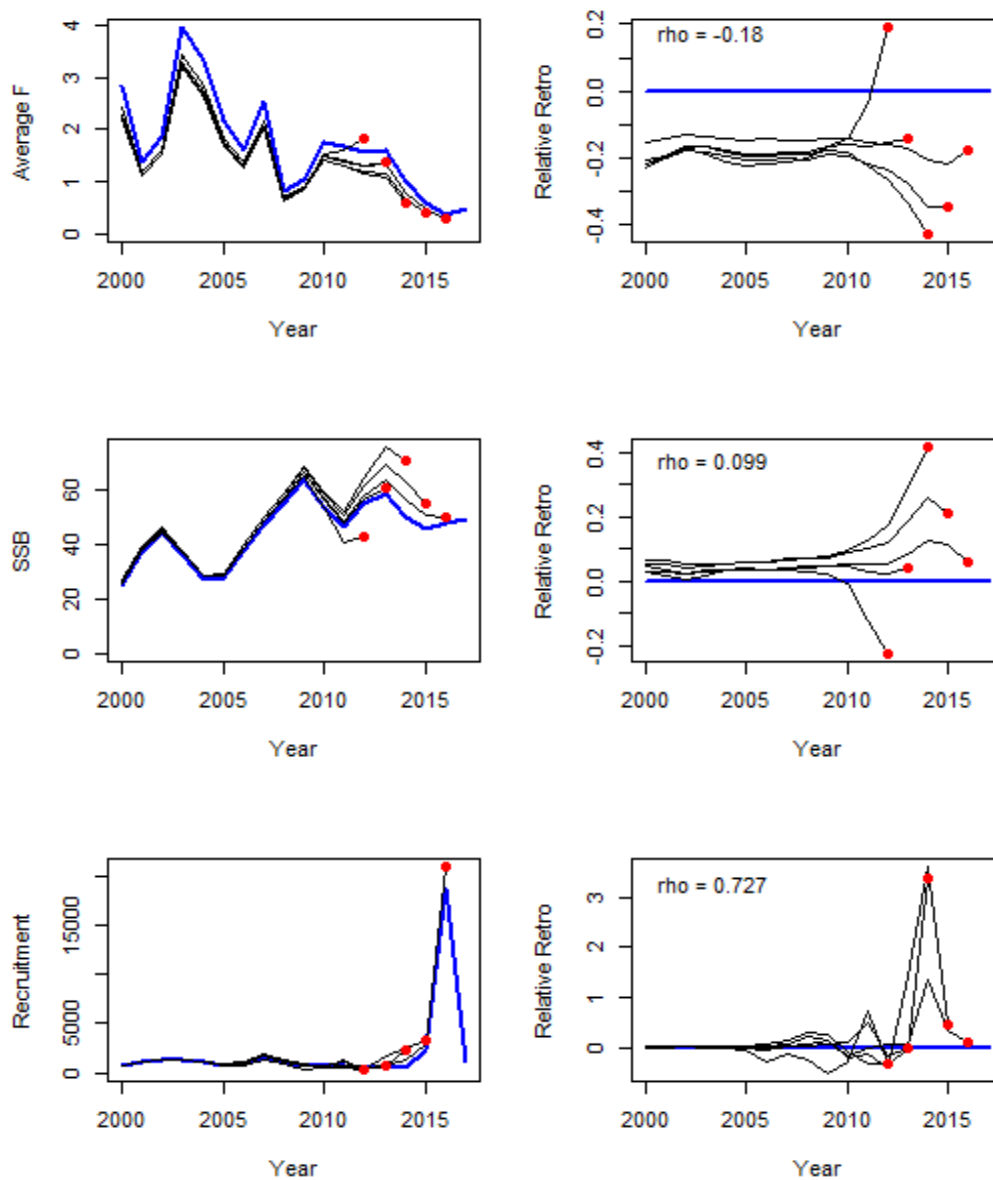 4
3
2
1
0
Average F
2000 2005 2010 2015
Year
rho = -0.18
0.2
0.0
-0.2
-0.4
Relative Retro
2000 2005 2010 2015
Year
60
40
20
0
SSB
2000 2005 2010 2015
Year
rho = 0.099
0.4
0.2
0.0
-0.2
Relative Retro
2000 2005 2010 2015
Year
15000
5000
0
Recruitment
2000 2005 2010 2015
Year
rho = 0.727
3
2
1
0
Relative Retro
2000 2005 2010 2015
Year